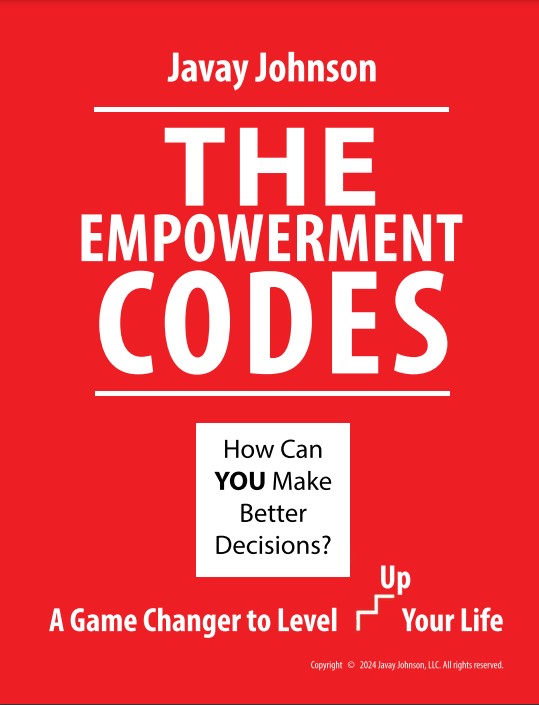 Javay Johnson
THE
EMPOWERMENT
CODES
How Can
YOU Make
Better
Decisions?
Up
A Game Changer to Level Your Life
Copyright © 2024 Javay Johnson, LLC. All rights reserved.